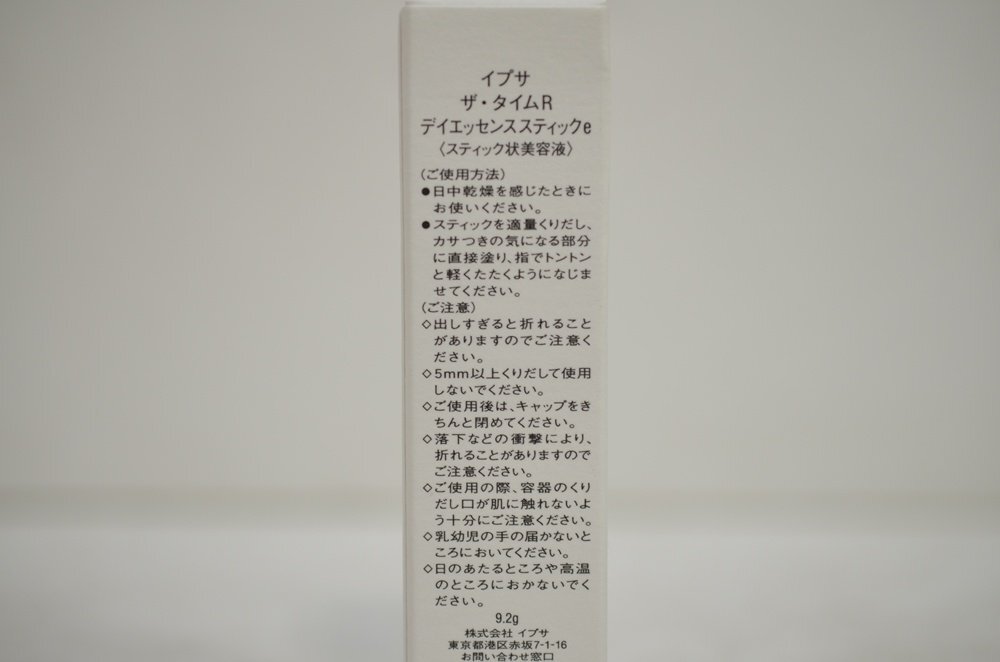 イプサ
ザ・タイムR
デイエッセンススティックe
〈スティック状美容液〉
(ご使用方法)
●日中乾燥を感じたときに
お使いください。
●スティックを適量くりだし、
カサつきの気になる部分
に直接塗り、指でトントン
と軽くたたくようになじま
せてください。
(ご注意)
◇出しすぎると折れること
がありますのでご注意く
ださい。
◇5mm以上くりだして使用
しないでください。
◇ご使用後は、キャップをき
ちんと閉めてください。
◇落下などの衝撃により、
折れることがありますので
ご注意ください。
◇ご使用の際、容器のくり
だし口が肌に触れないよ
う十分にご注意ください。
◇乳幼児の手の届かないと
ころにおいてください。
◇日のあたるところや高温
のところにおかないでく
ださい。
9.2g
株式会社 イプサ
東京都港区赤坂7-1-16
お問い合わせ窓口